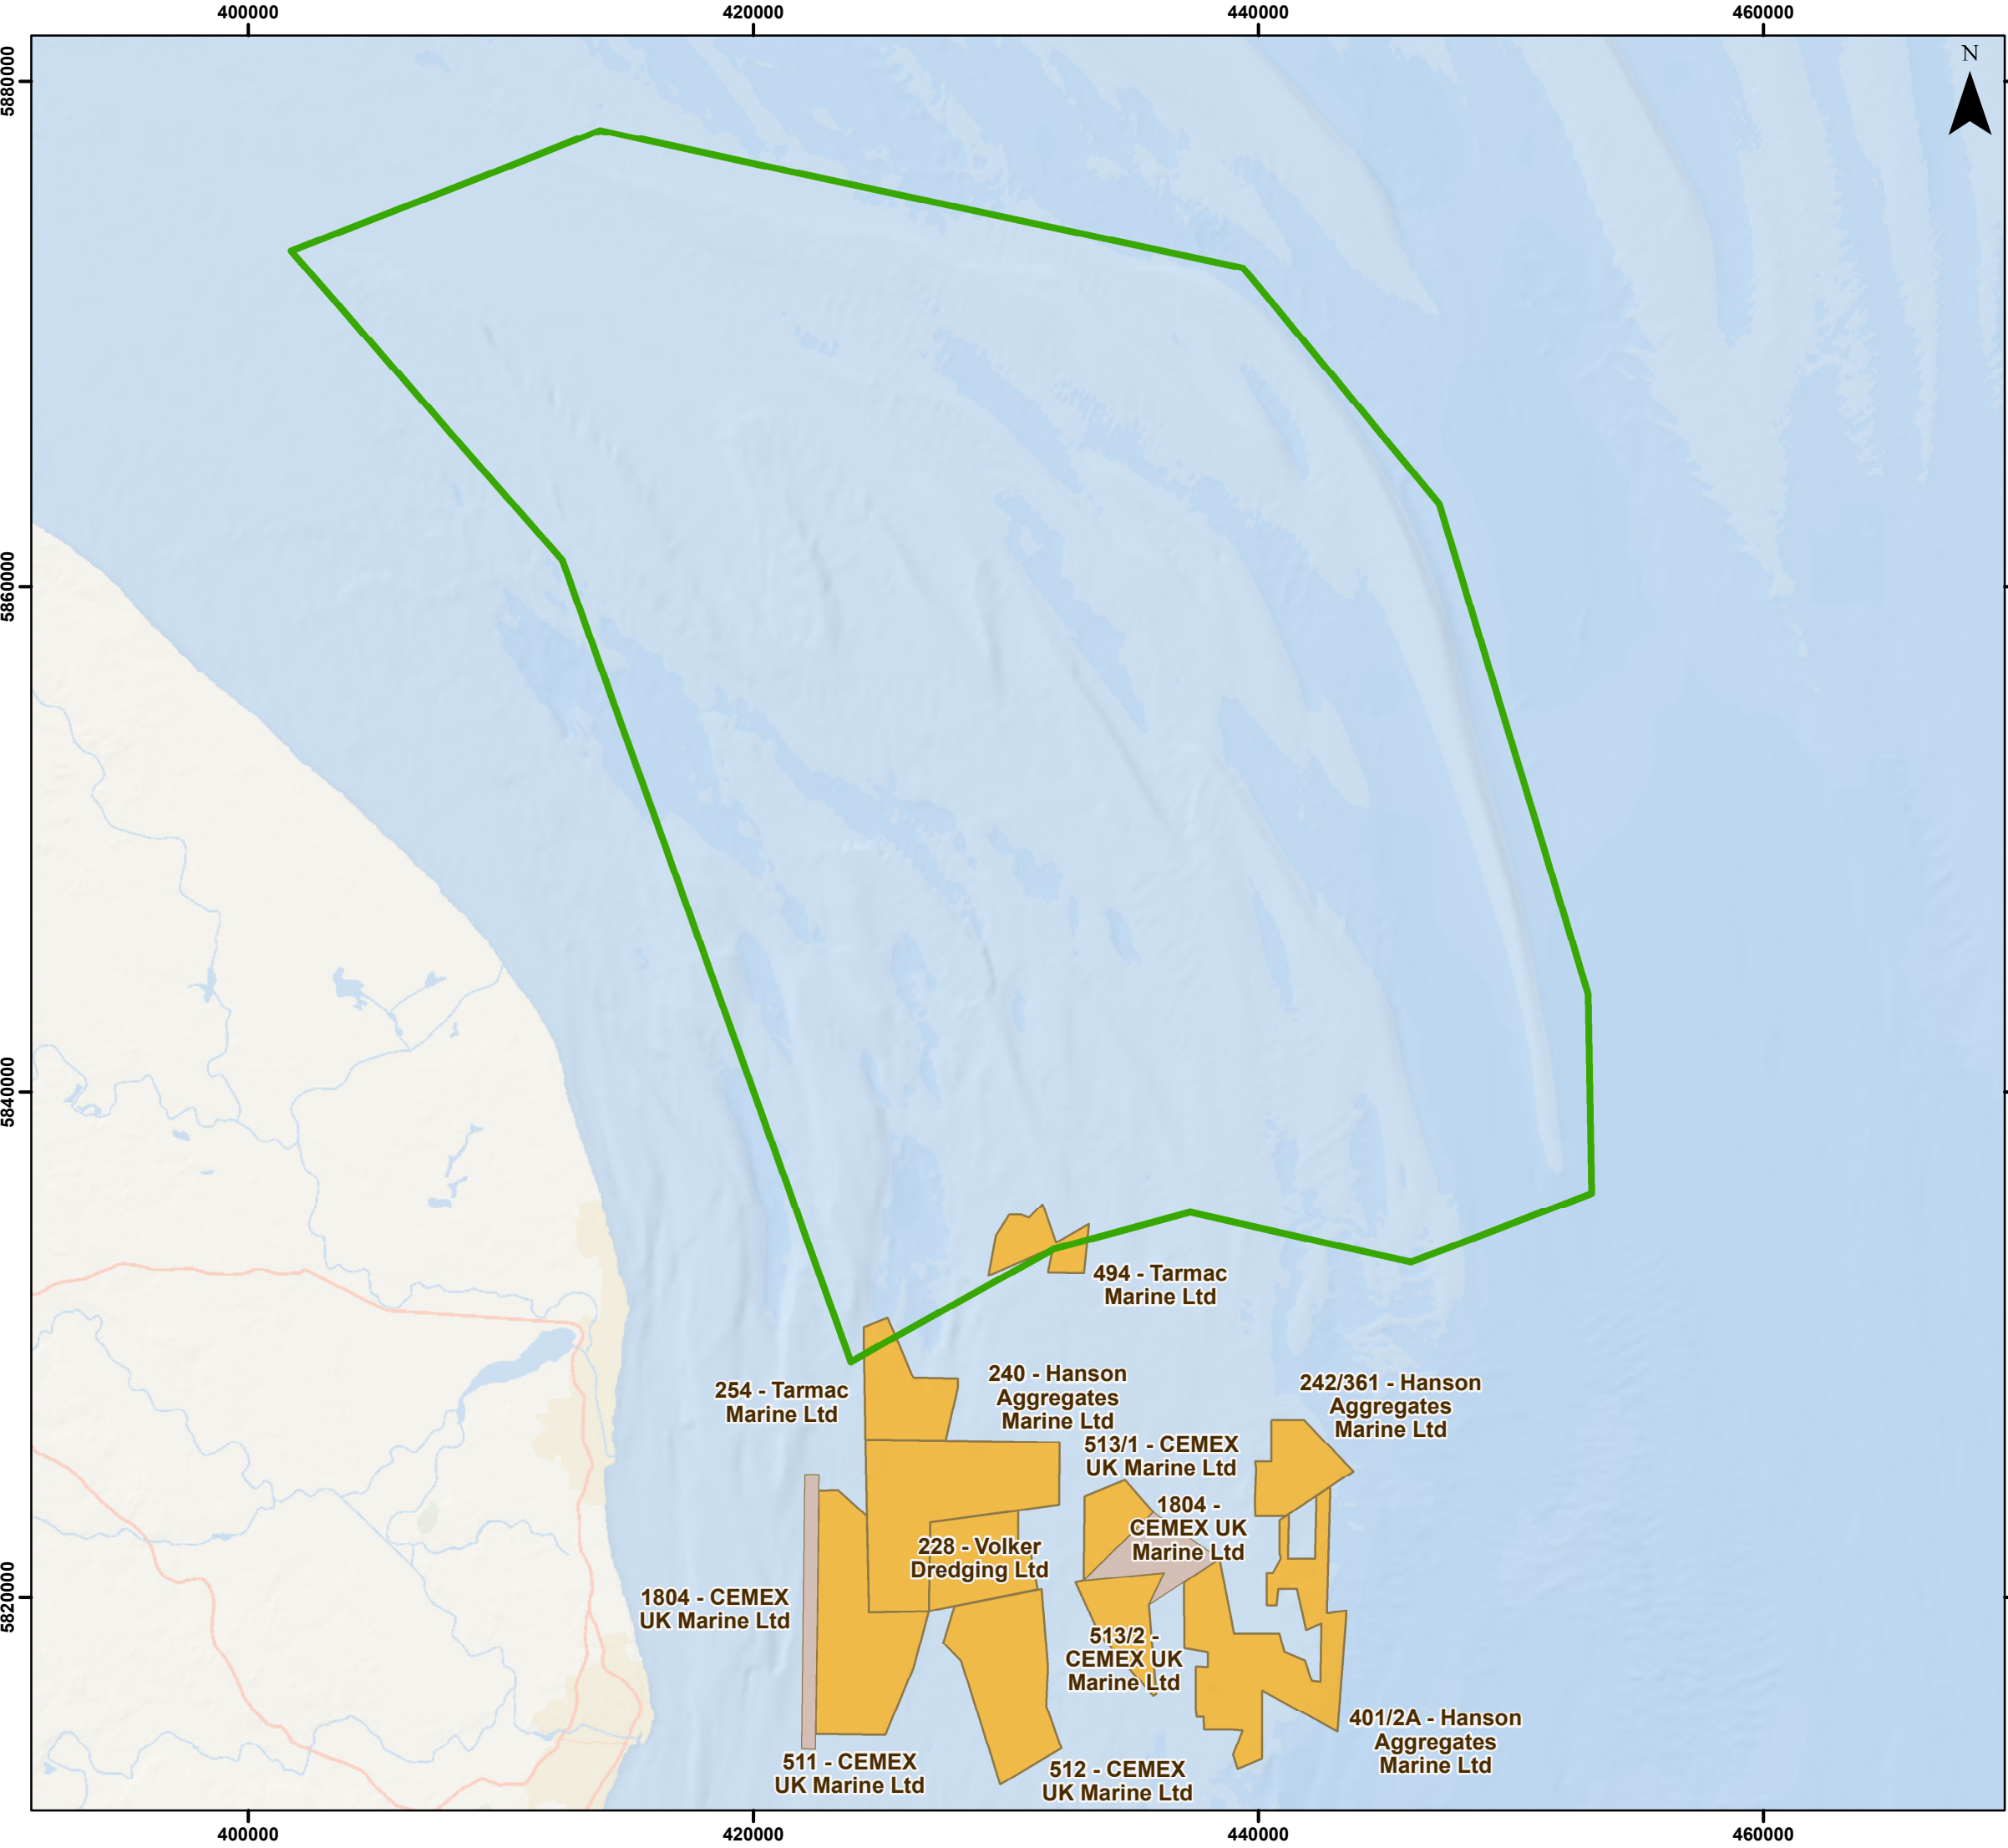 400000
420000
440000
460000
N
5880000
5860000
5840000
5820000
494 - Tarmac
Marine Ltd
254 - Tarmac
Marine Ltd
240 - Hanson
Aggregates
Marine Ltd
242/361 - Hanson
Aggregates
Marine Ltd
513/1 - CEMEX
UK Marine Ltd
1804 -
CEMEX UK
Marine Ltd
228 - Volker
Dredging Ltd
1804 - CEMEX
UK Marine Ltd
513/2 -
CEMEX UK
Marine Ltd
401/2A - Hanson
Aggregates
Marine Ltd
511 - CEMEX
UK Marine Ltd
512 - CEMEX
UK Marine Ltd
400000
420000
440000
460000